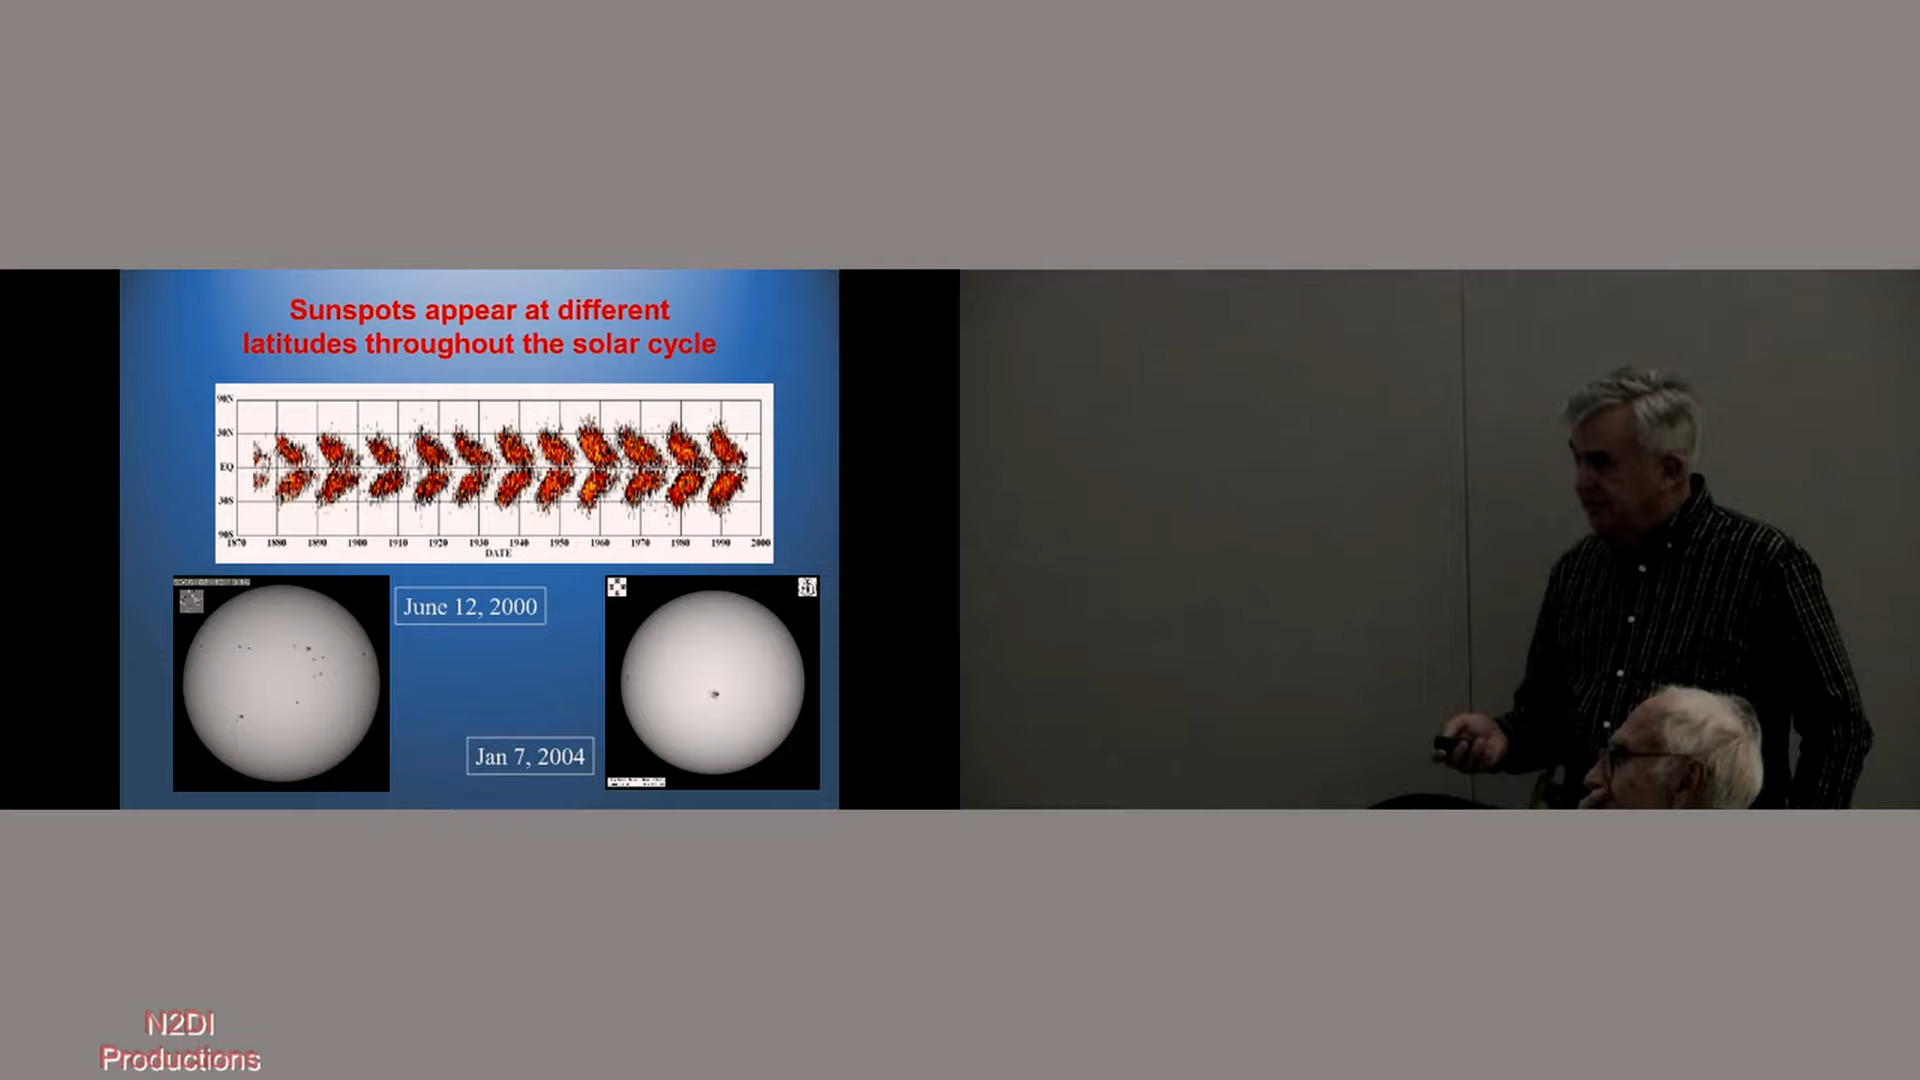 Sunspots appear at different
latitudes throughout the solar cycle
90N
30N
EQ
30S
90S
1870 1880 1890 1900 1910 1920 1930 1940 1950 1960 1970 1980 1990 2000
DATE
June 12, 2000
Jan 7, 2004
N2DI
Productions